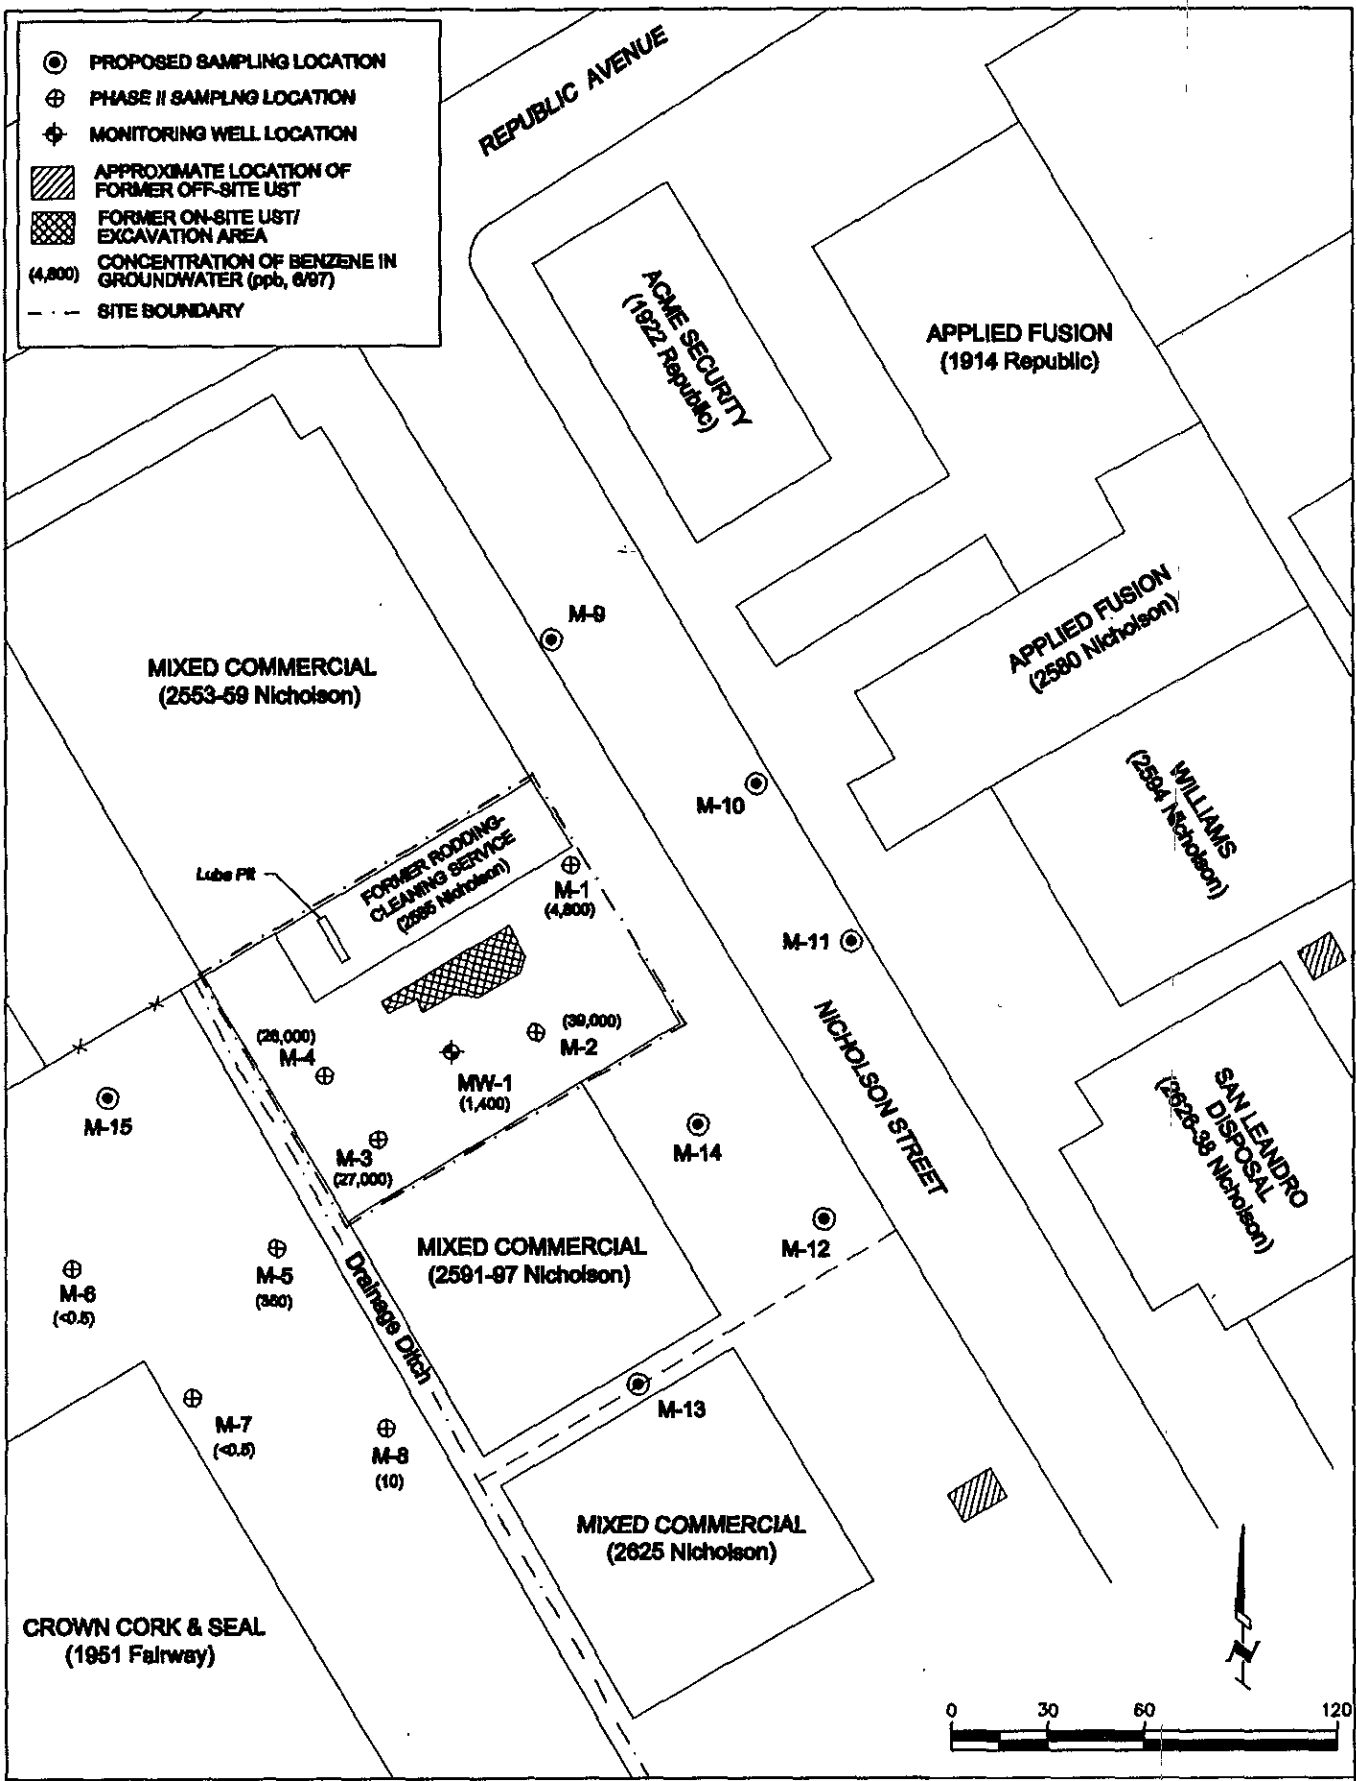 PROPOSED SAMPLING LOCATION
PHASE II SAMPLNG LOCATION
MONITORING WELL LOCATION
APPROXIMATE LOCATION OF
FORMER OFF-SITE UST
FORMER ON-SITE UST/
EXCAVATION AREA
(4,800) CONCENTRATION OF BENZENE IN
GROUNDWATER (ppb, 6/97)
SITE BOUNDARY
REPUBLIC AVENUE
ACME SECURITY
(1922 Republic)
APPLIED FUSION
(1914 Republic)
M-9
APPLIED FUSION
(2580 Nicholson)
MIXED COMMERCIAL
(2553-59 Nicholson)
M-10
WILLIAMS
(2594 Nicholson)
FORMER RODDING-
CLEANING SERVICE
(2585 Nicholson)
Lube Pit
M-1
(4,800)
M-11
NICHOLSON STREET
(39,000)
M-2
(28,000)
M-4
MW-1
(1,400)
M-15
M-14
SAN LEANDRO
DISPOSAL
(2626-38 Nicholson)
M-3
(27,000)
M-12
MIXED COMMERCIAL
(2591-97 Nicholson)
Drainage Ditch
M-5
(380)
M-6
(<0.5)
M-13
M-7
(<0.5)
M-8
(10)
MIXED COMMERCIAL
(2625 Nicholson)
CROWN CORK & SEAL
(1951 Fairway)
N
0 30 60 120